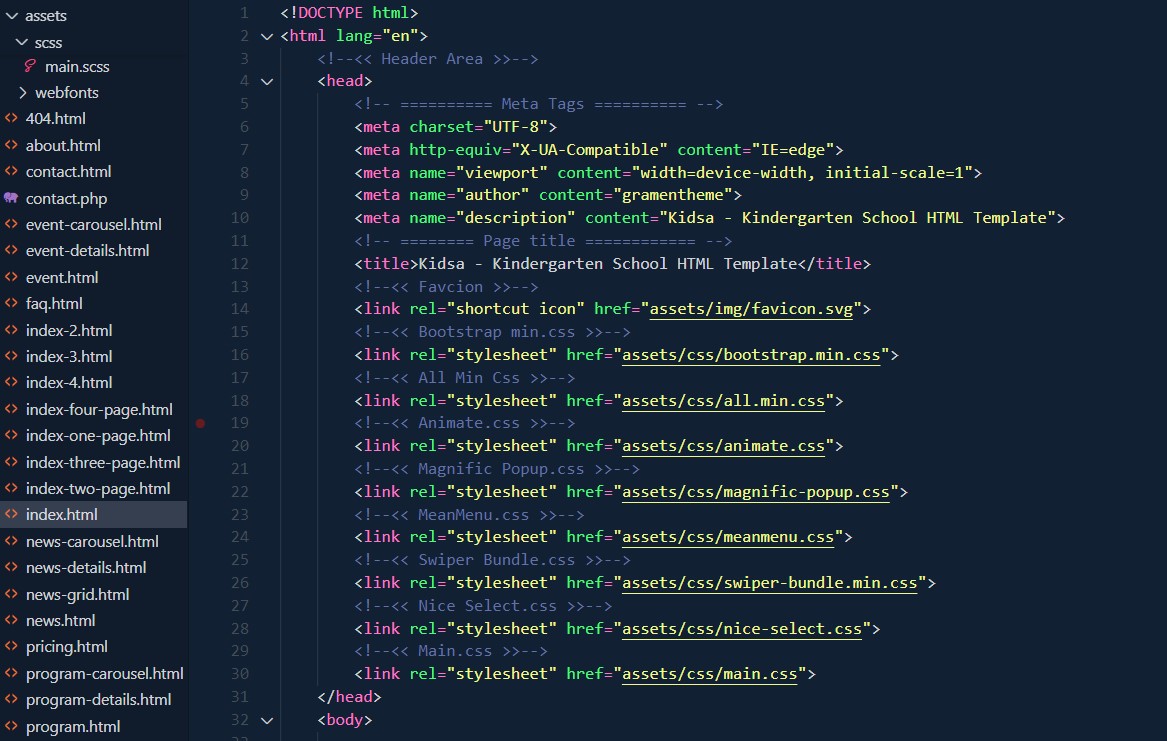 assets
scss
main.scss
webfonts
404.html
about.html
contact.html
contact.php
event-carousel.html
event-details.html
event.html
faq.html
index-2.html
index-3.html
index-4.html
index-four-page.html
index-one-page.html
index-three-page.html
index-two-page.html
index.html
news-carousel.html
news-details.html
news-grid.html
news.html
pricing.html
program-carousel.html
program-details.html
program.html
1 <!DOCTYPE html>
2 <html lang="en">
3 <!--<< Header Area >>-->
4 <head>
5 <!-- ========== Meta Tags ========== -->
6 <meta charset="UTF-8">
7 <meta http-equiv="X-UA-Compatible" content="IE=edge">
8 <meta name="viewport" content="width=device-width, initial-scale=1">
9 <meta name="author" content="gramentheme">
10 <meta name="description" content="Kidsa - Kindergarten School HTML Template">
11 <!-- ======== Page title ============ -->
12 <title>Kidsa - Kindergarten School HTML Template</title>
13 <!--<< Favcion >>-->
14 <link rel="shortcut icon" href="assets/img/favicon.svg">
15 <!--<< Bootstrap min.css >>-->
16 <link rel="stylesheet" href="assets/css/bootstrap.min.css">
17 <!--<< All Min Css >>-->
18 <link rel="stylesheet" href="assets/css/all.min.css">
19 <!--<< Animate.css >>-->
20 <link rel="stylesheet" href="assets/css/animate.css">
21 <!--<< Magnific Popup.css >>-->
22 <link rel="stylesheet" href="assets/css/magnific-popup.css">
23 <!--<< MeanMenu.css >>-->
24 <link rel="stylesheet" href="assets/css/meanmenu.css">
25 <!--<< Swiper Bundle.css >>-->
26 <link rel="stylesheet" href="assets/css/swiper-bundle.min.css">
27 <!--<< Nice Select.css >>-->
28 <link rel="stylesheet" href="assets/css/nice-select.css">
29 <!--<< Main.css >>-->
30 <link rel="stylesheet" href="assets/css/main.css">
31 </head>
32 <body>